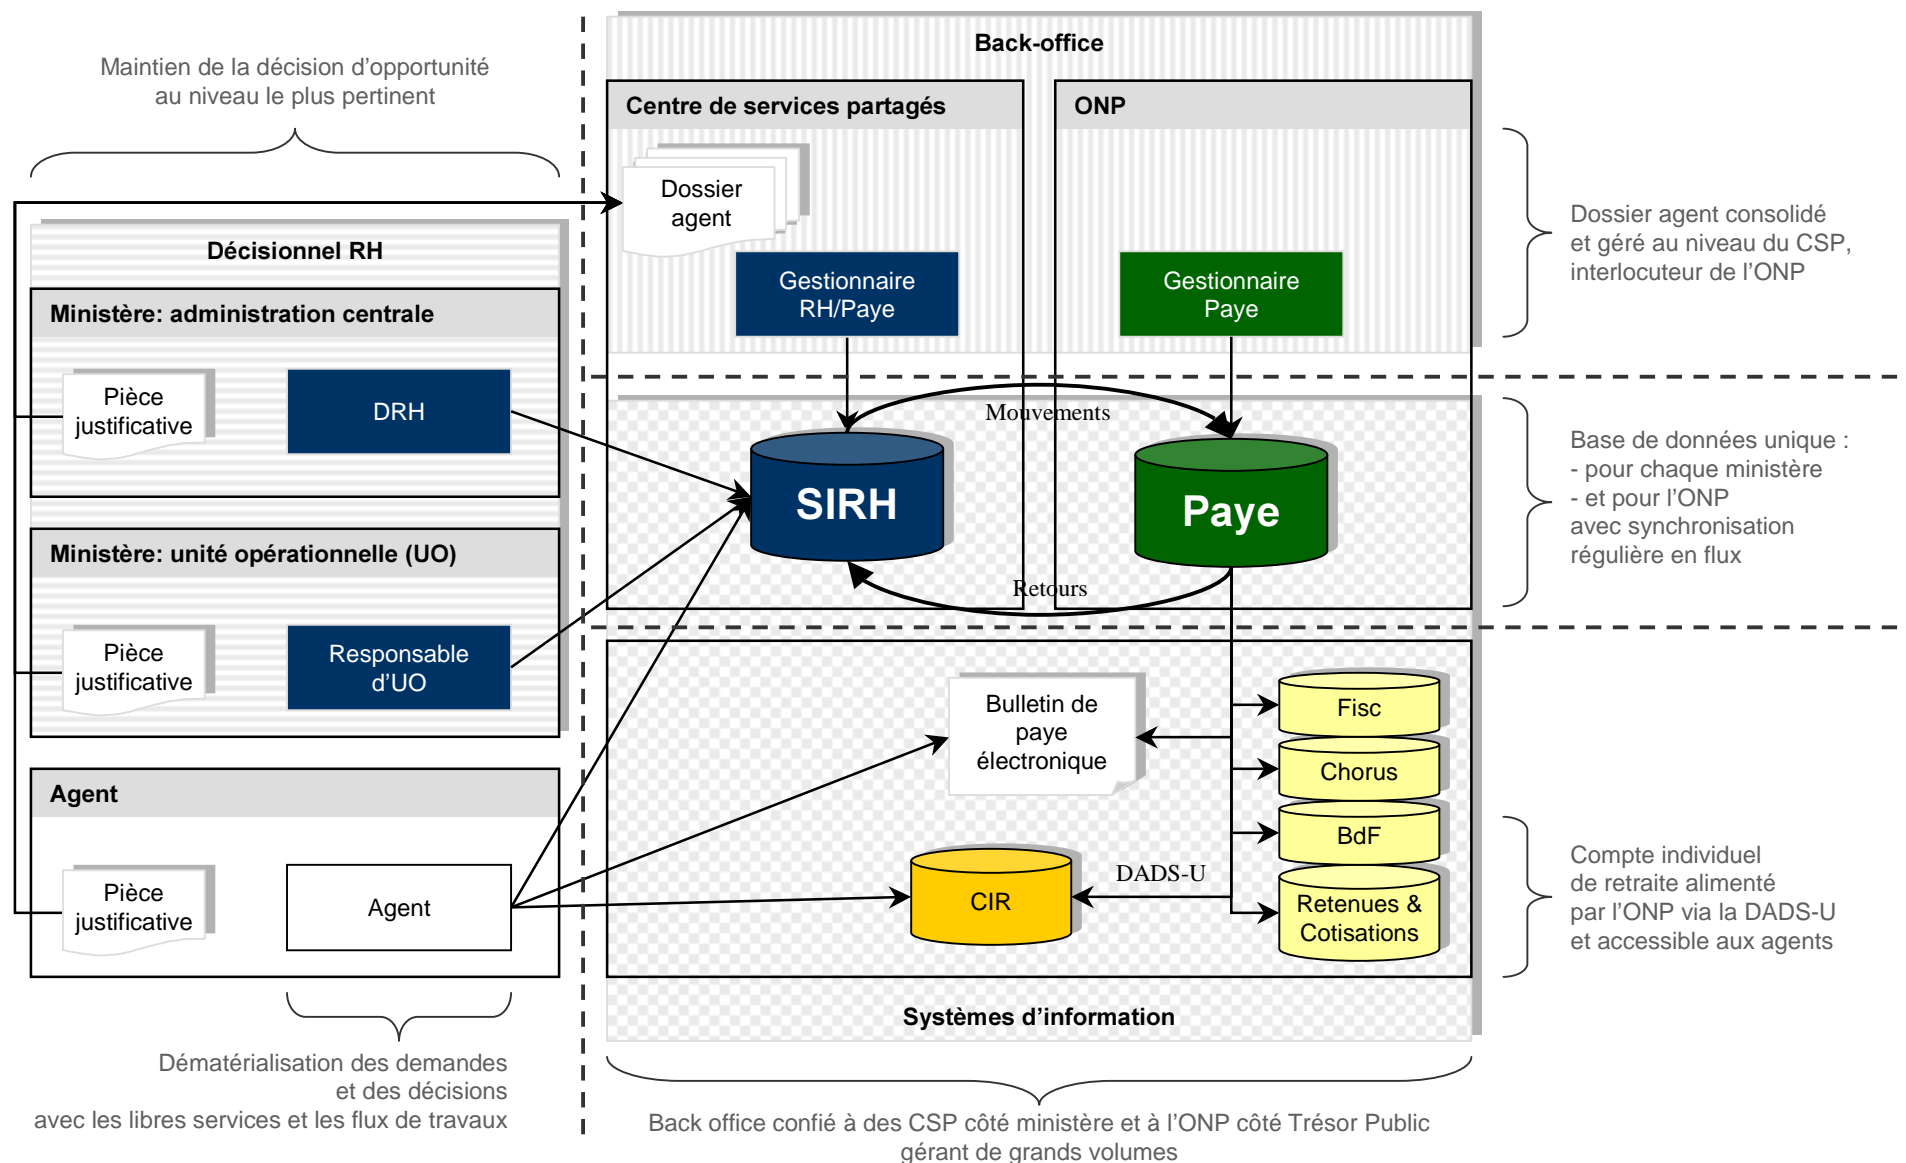 Maintien de la décision d’opportunité
au niveau le plus pertinent
Décisionnel RH
Ministère: administration centrale
Pièce
justificative
DRH
Ministère: unité opérationnelle (UO)
Pièce
justificative
Responsable
d’UO
Agent
Pièce
justificative
Agent
Dématérialisation des demandes
et des décisions
avec les libres services et les flux de travaux
Back-office
Centre de services partagés
Dossier
agent
Gestionnaire
RH/Paye
ONP
Gestionnaire
Paye
Mouvements
SIRH
Paye
Retours
Bulletin de
paye
électronique
Fisc
Chorus
BdF
Retenues &
Cotisations
DADS-U
CIR
Systèmes d’information
Back office confié à des CSP côté ministère et à l’ONP côté Trésor Public
gérant de grands volumes
Dossier agent consolidé
et géré au niveau du CSP,
interlocuteur de l’ONP
Base de données unique :
- pour chaque ministère
- et pour l’ONP
avec synchronisation
régulière en flux
Compte individuel
de retraite alimenté
par l’ONP via la DADS-U
et accessible aux agents